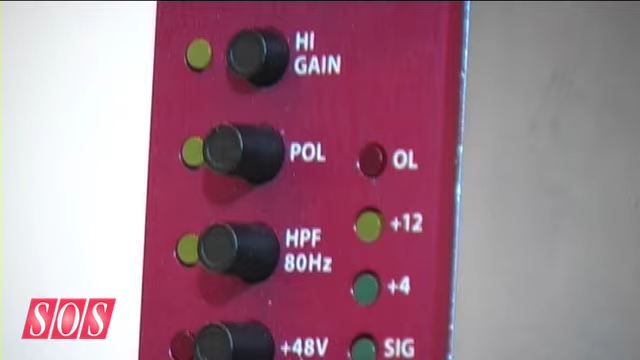 HI
GAIN
POL
OL
+12
HPF
80Hz
+4
+48V
SIG
SOS